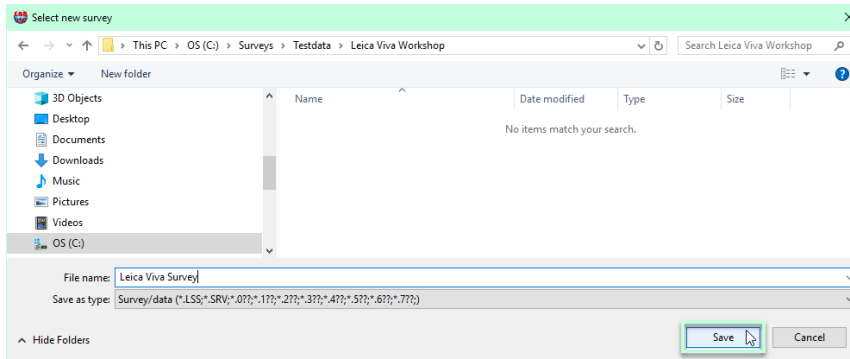 Select new survey
This PC > OS (C:) > Surveys > Testdata > Leica Viva Workshop
Search Leica Viva Workshop
Organize
New folder
3D Objects
Desktop
Documents
Downloads
Music
Pictures
Videos
OS (C:)
Name Date modified Type Size
No items match your search.
File name: Leica Viva Survey
Save as type: Survey/data (*.LSS;*.SRV;*.0??;*.1??;*.2??;*.3??;*.4??;*.5??;*.6??;*.7??;)
Hide Folders
Save
Cancel